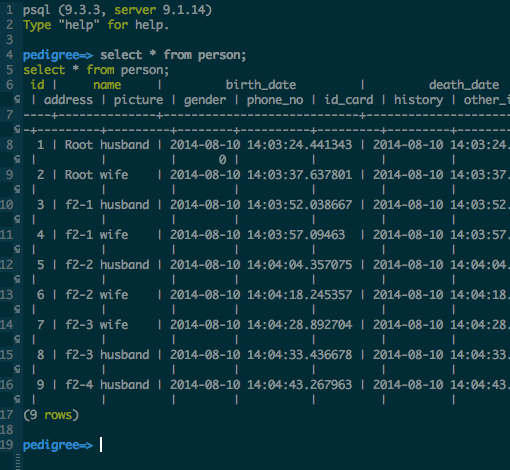 1 psql (9.3.3, server 9.1.14)
2 Type "help" for help.
3
4 pedigree=> select * from person;
5 select * from person;
6  id |     name     |         birth_date         |         death_date
 | address | picture | gender | phone_no | id_card | history | other_i
7 ----+--------------+----------------------------+---------------------
-+---------+---------+--------+----------+---------+---------+--------
8   1 | Root husband | 2014-08-10 14:03:24.441343 | 2014-08-10 14:03:24.
 |         |         |      0 |          |         |         |
9   2 | Root wife    | 2014-08-10 14:03:37.637801 | 2014-08-10 14:03:37.
 |         |         |        |          |         |         |
10   3 | f2-1 husband | 2014-08-10 14:03:52.038667 | 2014-08-10 14:03:52.
 |         |         |        |          |         |         |
11   4 | f2-1 wife    | 2014-08-10 14:03:57.09463  | 2014-08-10 14:03:57.
 |         |         |        |          |         |         |
12   5 | f2-2 husband | 2014-08-10 14:04:04.357075 | 2014-08-10 14:04:04.
 |         |         |        |          |         |         |
13   6 | f2-2 wife    | 2014-08-10 14:04:18.245357 | 2014-08-10 14:04:18.
 |         |         |        |          |         |         |
14   7 | f2-3 wife    | 2014-08-10 14:04:28.892704 | 2014-08-10 14:04:28.
 |         |         |        |          |         |         |
15   8 | f2-3 husband | 2014-08-10 14:04:33.436678 | 2014-08-10 14:04:33.
 |         |         |        |          |         |         |
16   9 | f2-4 husband | 2014-08-10 14:04:43.267963 | 2014-08-10 14:04:43.
 |         |         |        |          |         |         |
17 (9 rows)
18
19 pedigree=>